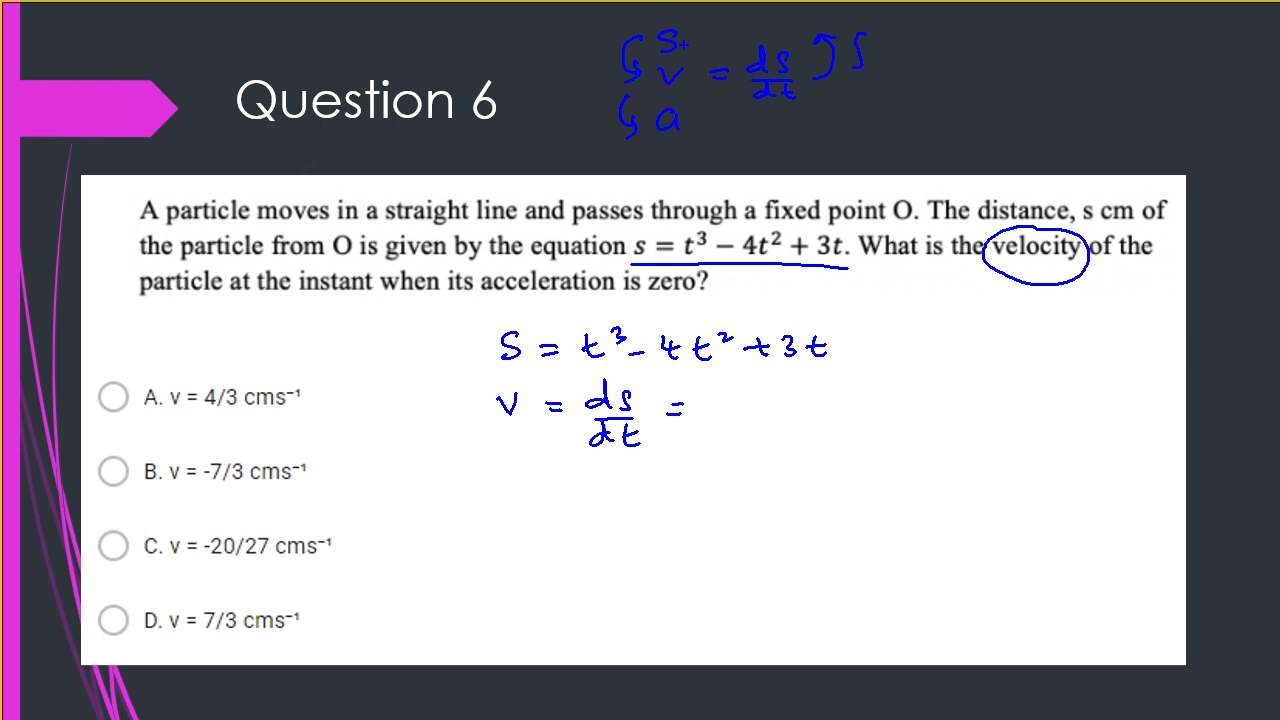 Question 6
s+
v = ds/dt ∫
a
A particle moves in a straight line and passes through a fixed point O. The distance, s cm of
the particle from O is given by the equation s = t³ − 4t² + 3t. What is the velocity of the
particle at the instant when its acceleration is zero?
s = t³ - 4t² + 3t
A. v = 4/3 cms⁻¹
v = ds/dt =
B. v = -7/3 cms⁻¹
C. v = -20/27 cms⁻¹
D. v = 7/3 cms⁻¹